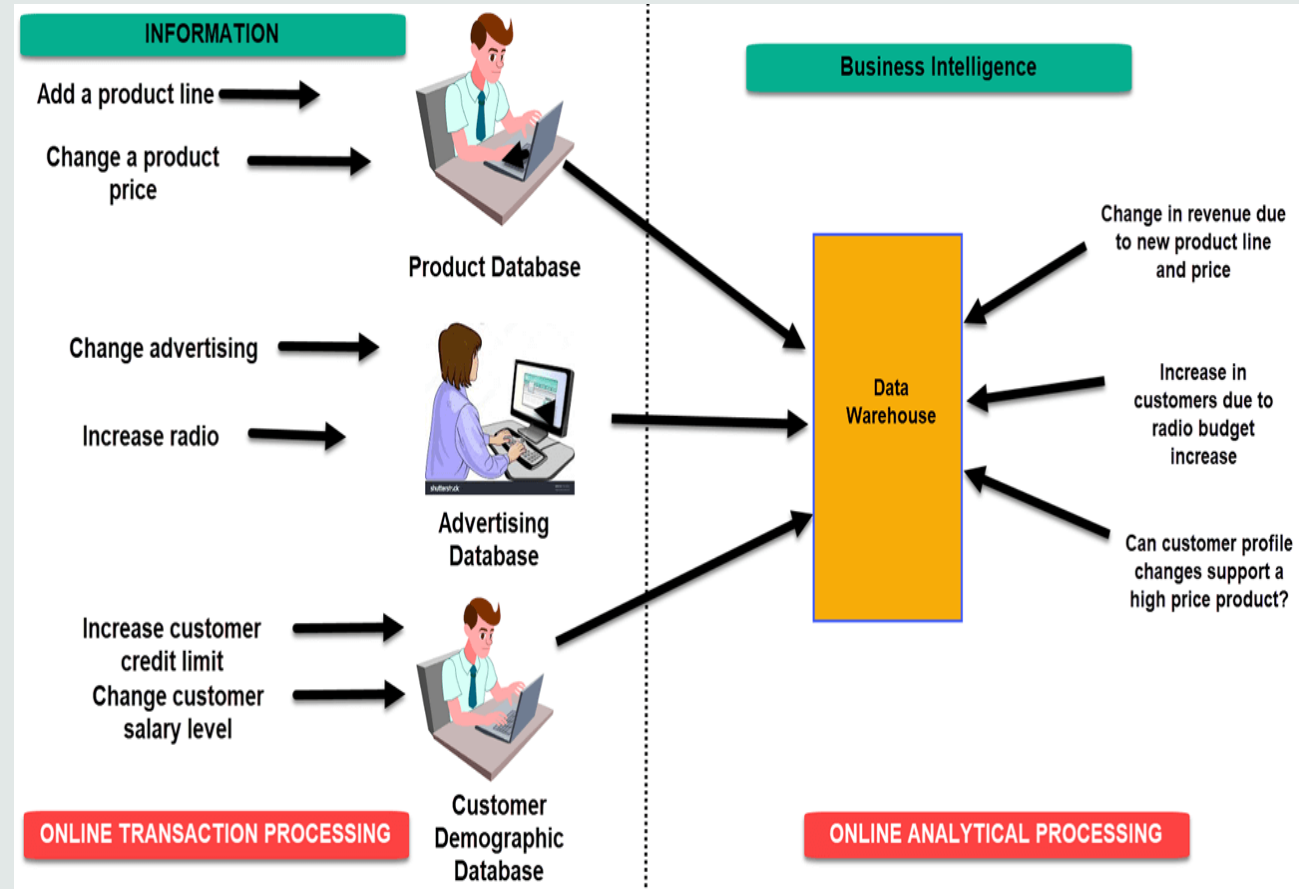 INFORMATION
Add a product line
Change a product
price
Product Database
Change advertising
Increase radio
shutterstock
Advertising
Database
Increase customer
credit limit
Change customer
salary level
Customer
Demographic
Database
ONLINE TRANSACTION PROCESSING
Business Intelligence
Data
Warehouse
Change in revenue due
to new product line
and price
Increase in
customers due to
radio budget
increase
Can customer profile
changes support a
high price product?
ONLINE ANALYTICAL PROCESSING